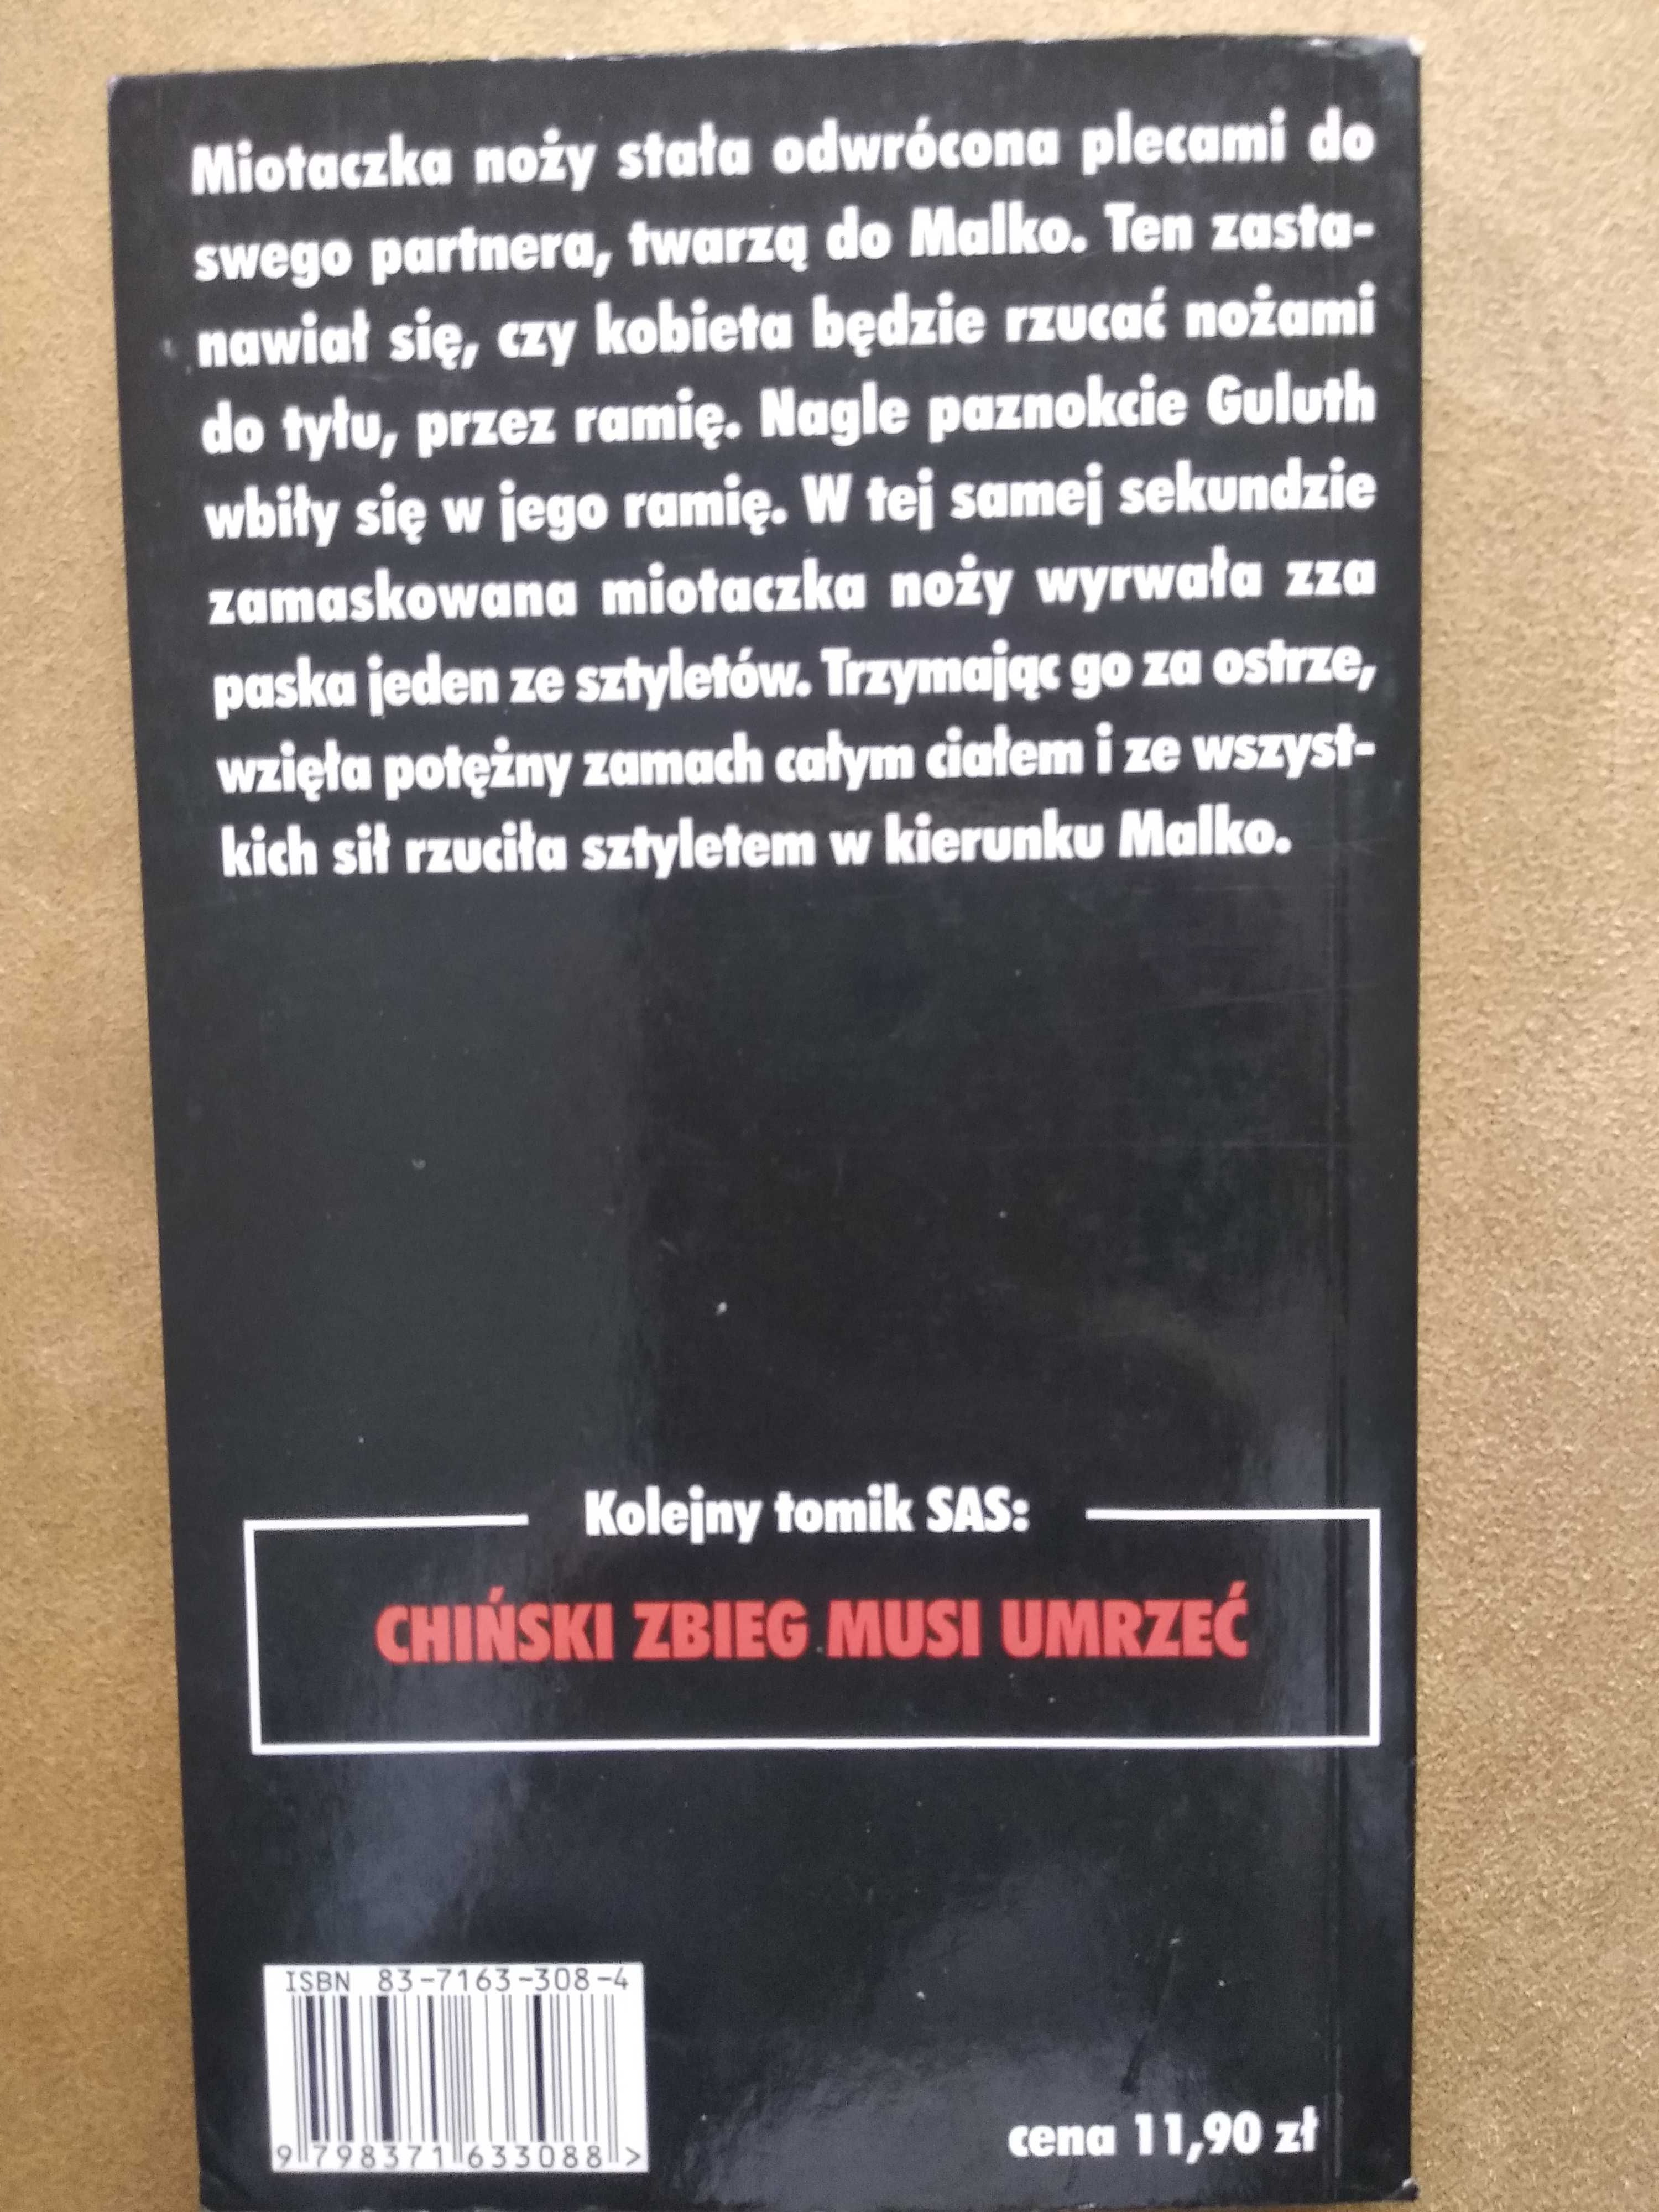 Miotaczka noży stała odwrócona plecami do
swego partnera, twarzą do Malko. Ten zasta-
nawiał się, czy kobieta będzie rzucać nożami
do tyłu, przez ramię. Nagle paznokcie Guluth
wbiły się w jego ramię. W tej samej sekundzie
zamaskowana miotaczka noży wyrwała zza
paska jeden ze sztyletów. Trzymając go za ostrze,
wzięła potężny zamach całym ciałem i ze wszyst-
kich sił rzuciła sztyletem w kierunku Malko.
Kolejny tomik SAS:
CHIŃSKI ZBIEG MUSI UMRZEĆ
ISBN 83-7163-308-4
9 798371 633088 >
cena 11,90 zł